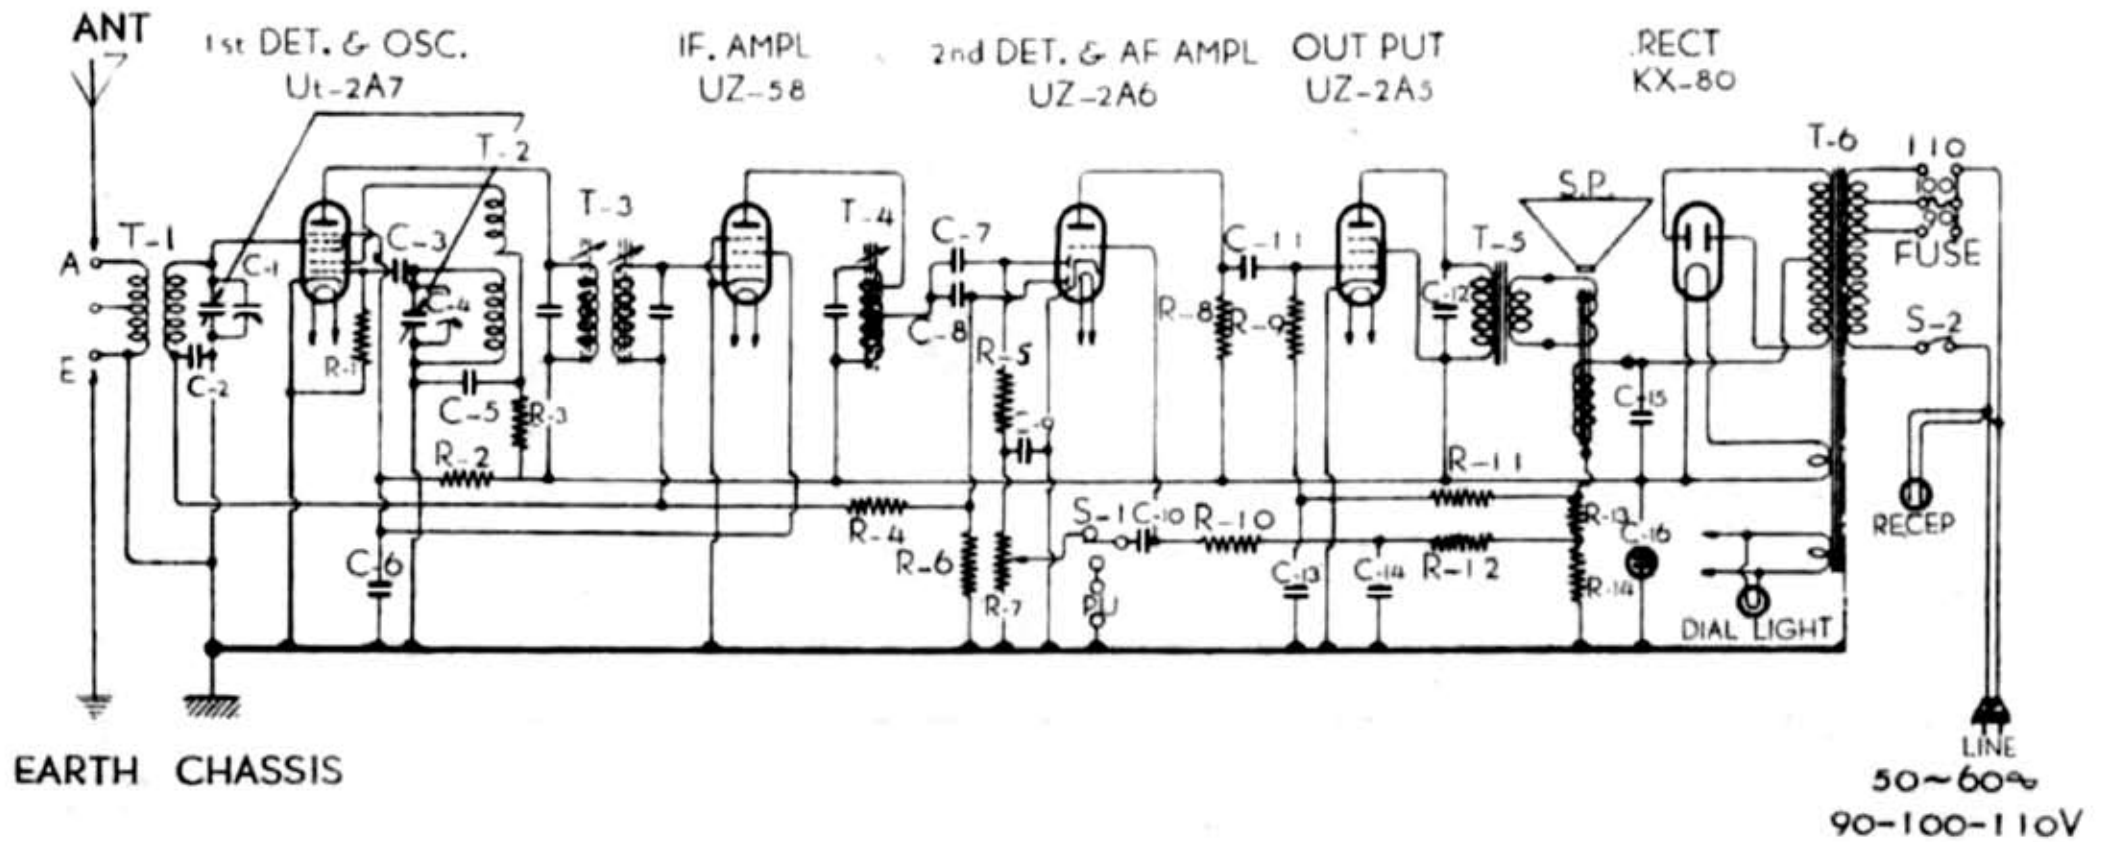 ANT
1st DET. & OSC.
Ut-2A7
IF. AMPL
UZ-58
2nd DET. & AF AMPL
UZ-2A6
OUT PUT
UZ-2A5
RECT
KX-80
T-1
T-2
T-3
T-4
T-5
T-6
S.P.
110
100
90
FUSE
A
E
C-1
C-2
C-3
C-4
C-5
C-6
C-7
C-8
C-10
C-11
C-12
C-13
C-14
C-15
C-16
R-1
R-2
R-3
R-4
R-5
R-6
R-7
R-8
R-9
R-10
R-11
R-12
R-13
R-14
S-1
S-2
PU
RECEP
DIAL LIGHT
EARTH CHASSIS
LINE
50~60~
90-100-110V